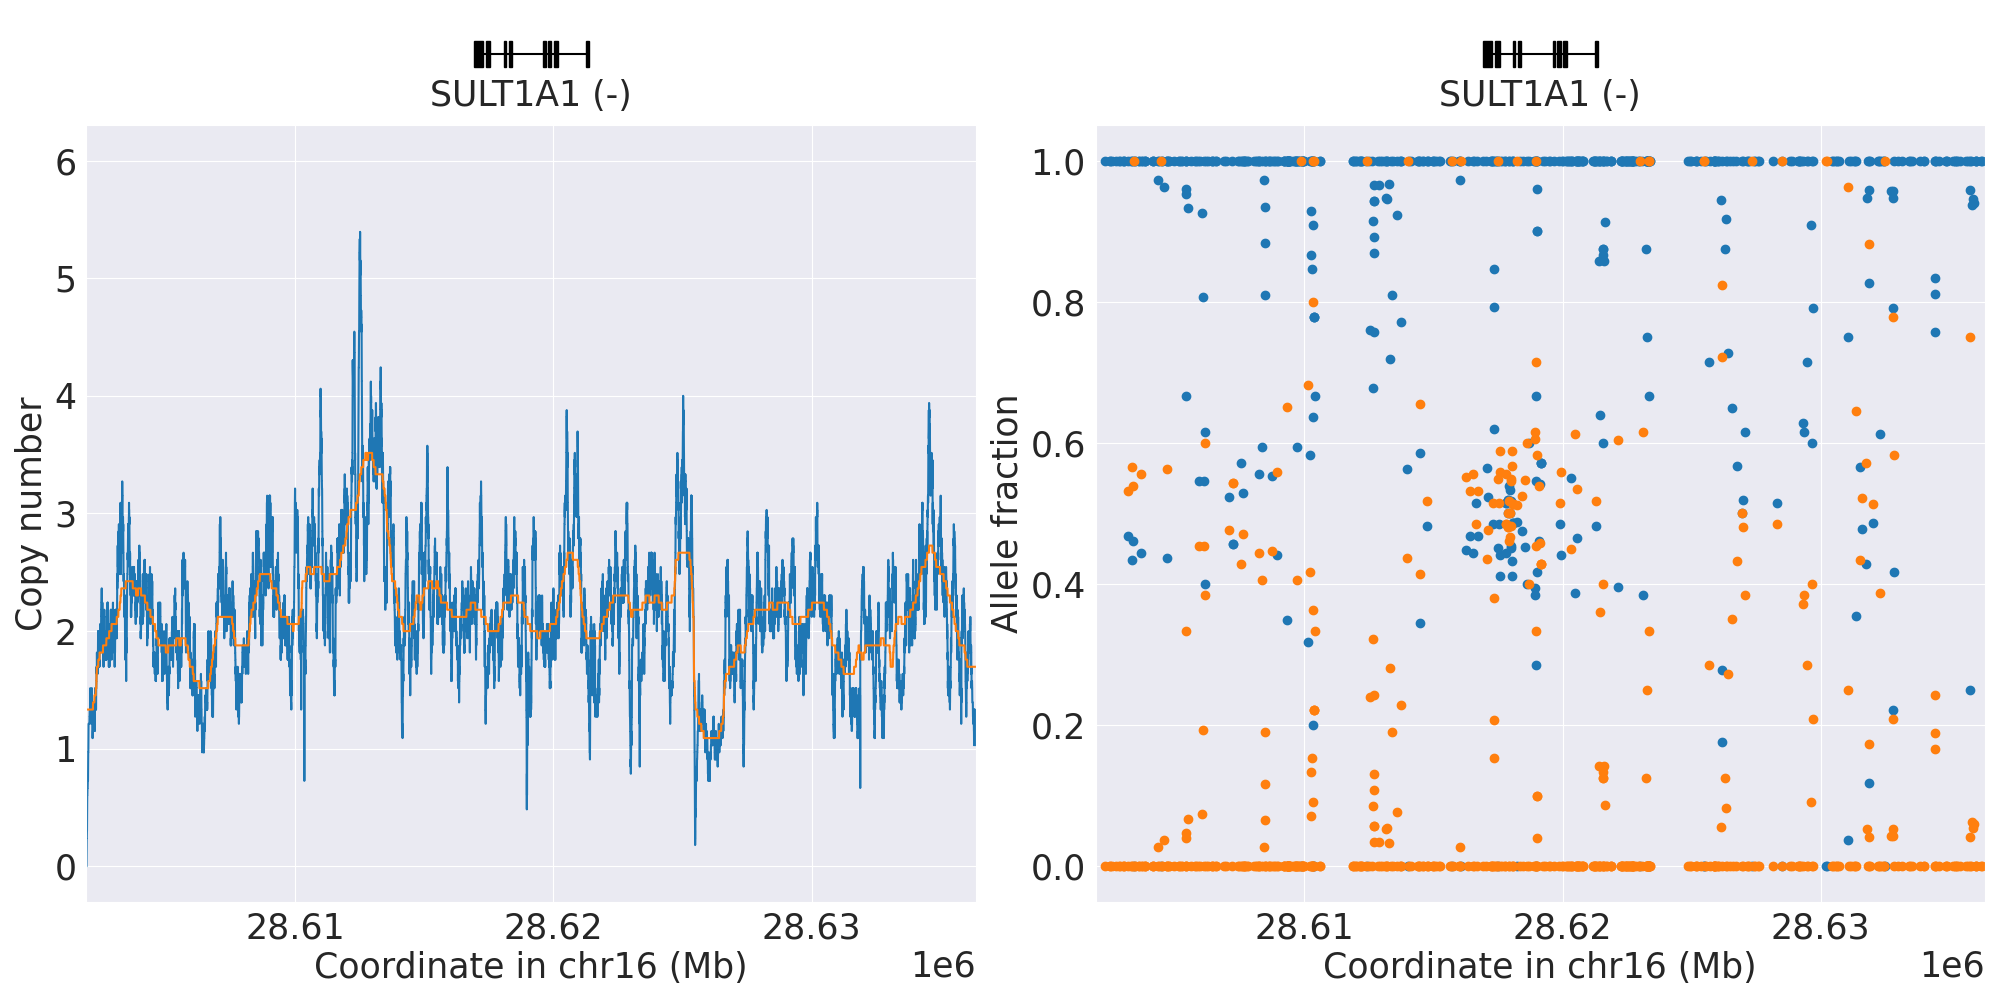 SULT1A1 (-)
6
5
4
3
2
1
0
Copy number
28.61
28.62
28.63
Coordinate in chr16 (Mb)
1e6
SULT1A1 (-)
1.0
0.8
0.6
0.4
0.2
0.0
Allele fraction
28.61
28.62
28.63
Coordinate in chr16 (Mb)
1e6